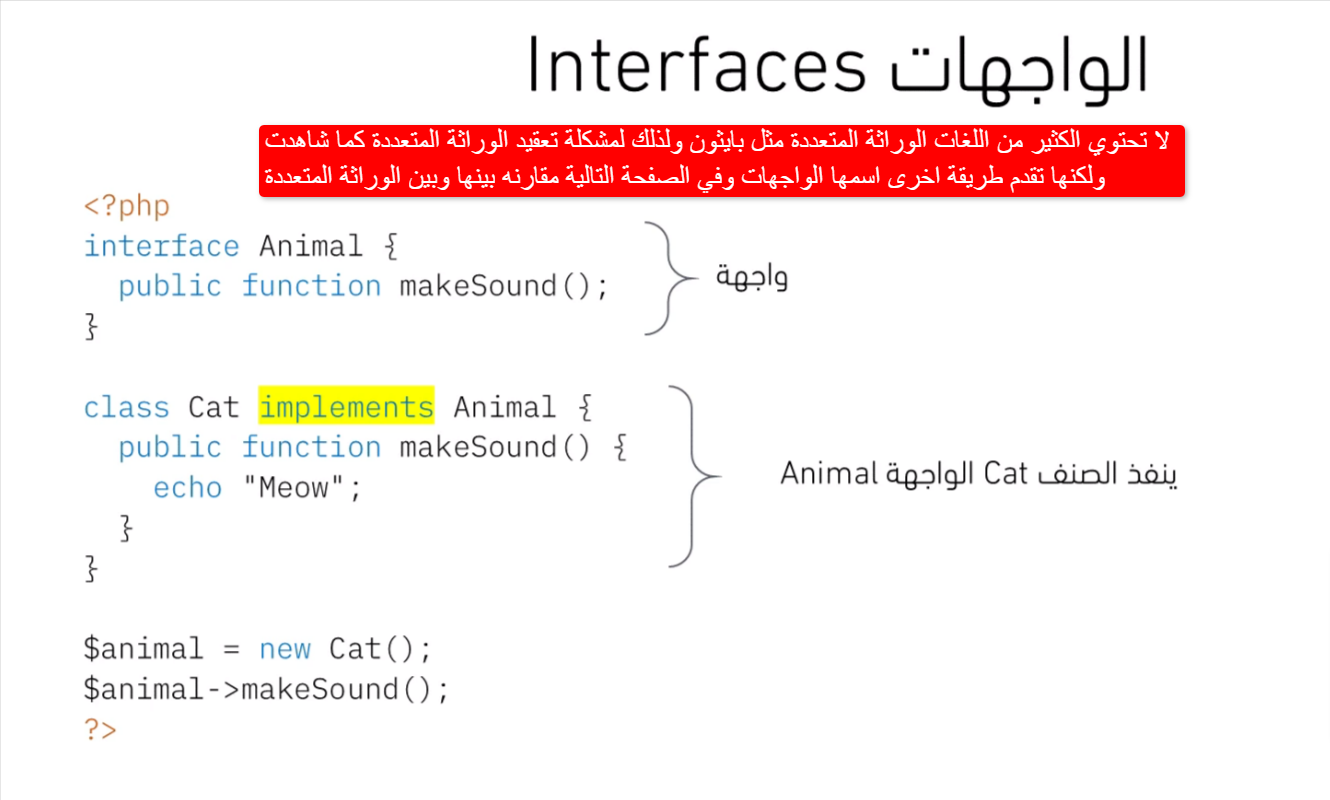 الواجهات Interfaces
لا تحتوي الكثير من اللغات الوراثة المتعددة مثل بايثون ولذلك لمشكلة تعقيد الوراثة المتعددة كما شاهدت
ولكنها تقدم طريقة اخرى اسمها الواجهات وفي الصفحة التالية مقارنه بينها وبين الوراثة المتعددة
<?php
interface Animal {
  public function makeSound();
}
واجهة
class Cat implements Animal {
  public function makeSound() {
    echo "Meow";
  }
}
ينفذ الصنف Cat الواجهة Animal
$animal = new Cat();
$animal->makeSound();
?>